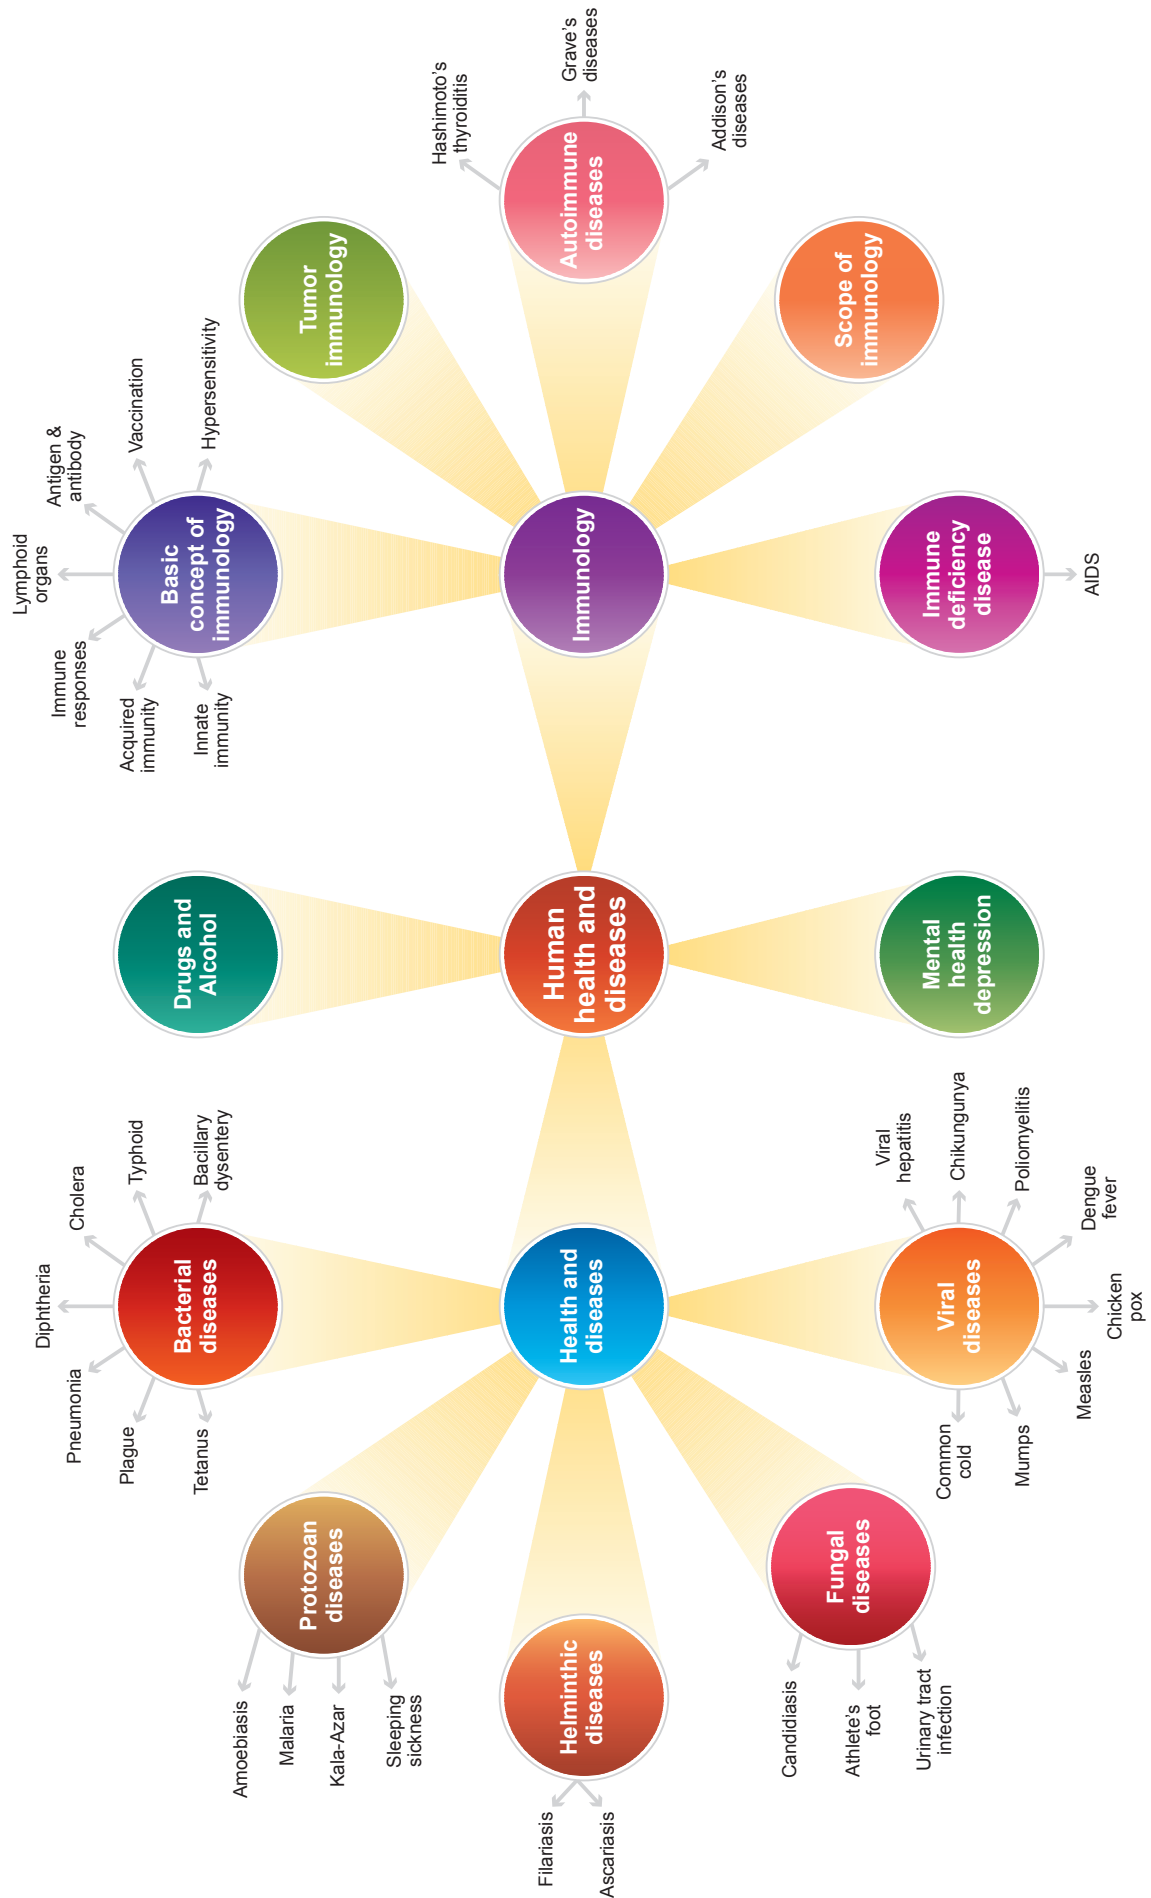 Human
health and
diseases
Health and
diseases
Bacterial
diseases
Tetanus
Plague
Pneumonia
Diphtheria
Cholera
Typhoid
Bacillary
dysentery
Protozoan
diseases
Amoebiasis
Malaria
Kala-Azar
Sleeping
sickness
Helminthic
diseases
Filariasis
Ascariasis
Fungal
diseases
Candidiasis
Athlete's
foot
Urinary tract
infection
Viral
diseases
Common
cold
Mumps
Measles
Chicken
pox
Dengue
fever
Poliomyelitis
Chikungunya
Viral
hepatitis
Drugs and
Alcohol
Mental
health
depression
Immunology
Basic
concept of
immunology
Innate
immunity
Acquired
immunity
Immune
responses
Lymphoid
organs
Antigen &
antibody
Vaccination
Hypersensitivity
Tumor
immunology
Autoimmune
diseases
Hashimoto's
thyroiditis
Grave's
diseases
Addison's
diseases
Scope of
immunology
Immune
deficiency
disease
AIDS